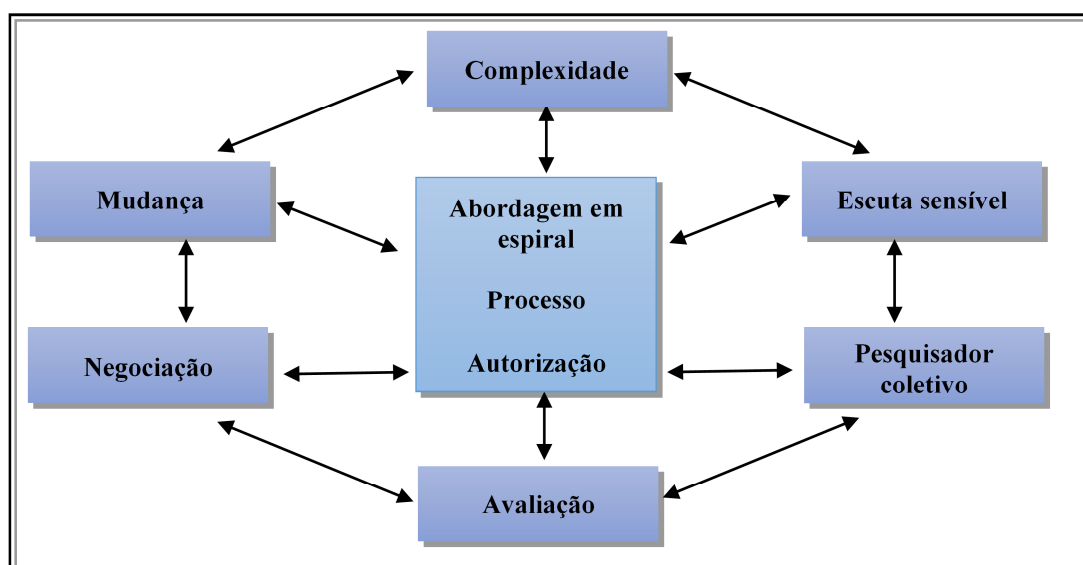 Complexidade
Mudança
Abordagem em
espiral
Processo
Autorização
Escuta sensível
Negociação
Pesquisador
coletivo
Avaliação